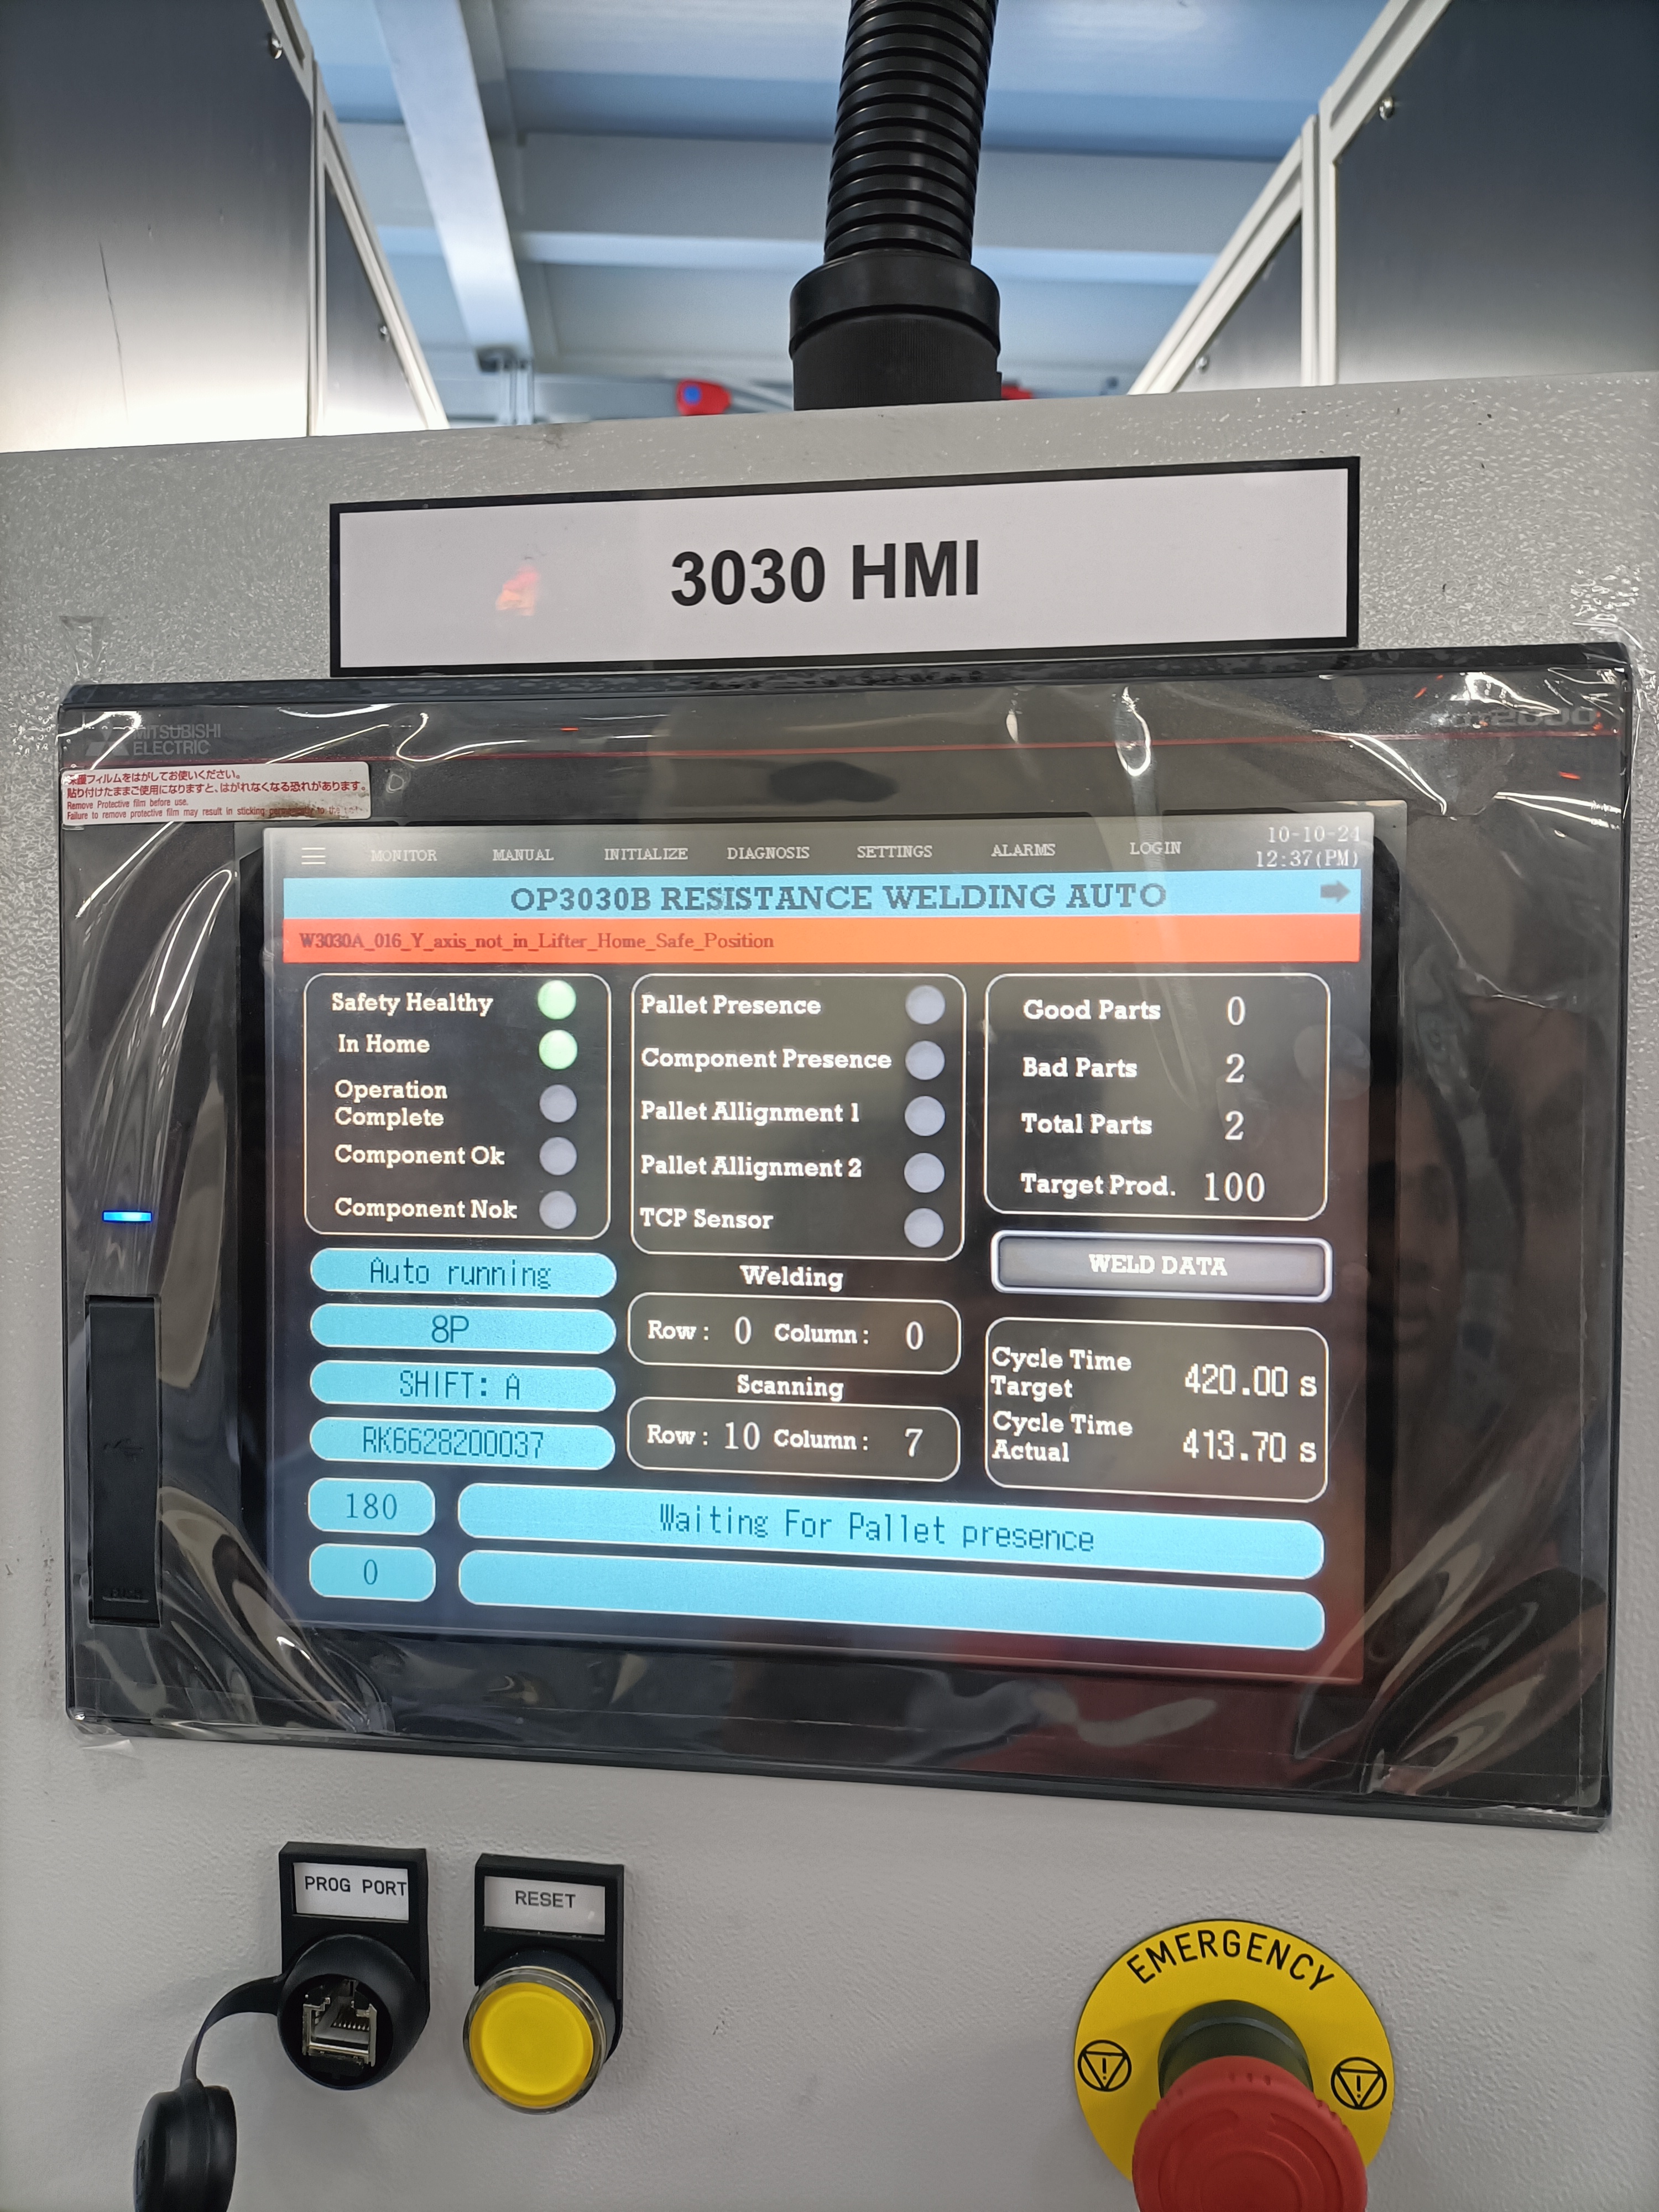 3030 HMI
MITSUBISHI
ELECTRIC
フィルムをはがしてお使いください。
貼り付けたままご使用になりますと、はがれなくなる恐れがあります。
Remove Protective film before use.
Failure to remove protective film may result in sticking permanently to the
MONITOR MANUAL INITIALIZE DIAGNOSIS SETTINGS ALARMS LOGIN
10-10-24
12:37(PM)
OP3030B RESISTANCE WELDING AUTO
W3030A_016_Y_axis_not_in_Lifter_Home_Safe_Position
Safety Healthy
In Home
Operation
Complete
Component Ok
Component Nok
Pallet Presence
Component Presence
Pallet Allignment 1
Pallet Allignment 2
TCP Sensor
Good Parts 0
Bad Parts 2
Total Parts 2
Target Prod. 100
Auto running
8P
SHIFT: A
RK6628200037
Welding
Row : 0 Column : 0
Scanning
Row : 10 Column : 7
WELD DATA
Cycle Time
Target 420.00 s
Cycle Time
Actual 413.70 s
180 Waiting For Pallet presence
0
PROG PORT
RESET
EMERGENCY